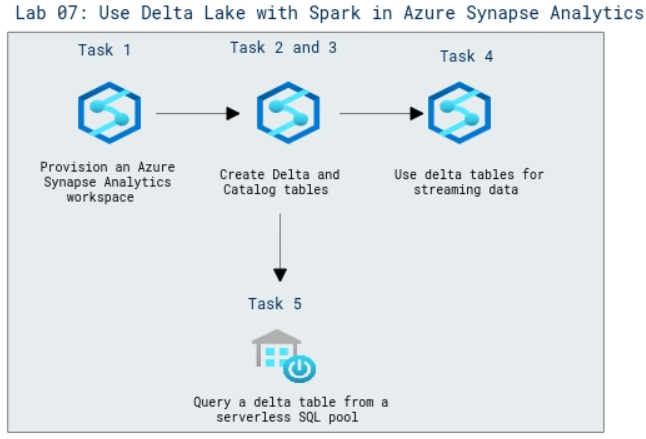 Lab 07: Use Delta Lake with Spark in Azure Synapse Analytics
Task 1
Provision an Azure
Synapse Analytics
workspace
Task 2 and 3
Create Delta and
Catalog tables
Task 4
Use delta tables for
streaming data
Task 5
Query a delta table from a
serverless SQL pool